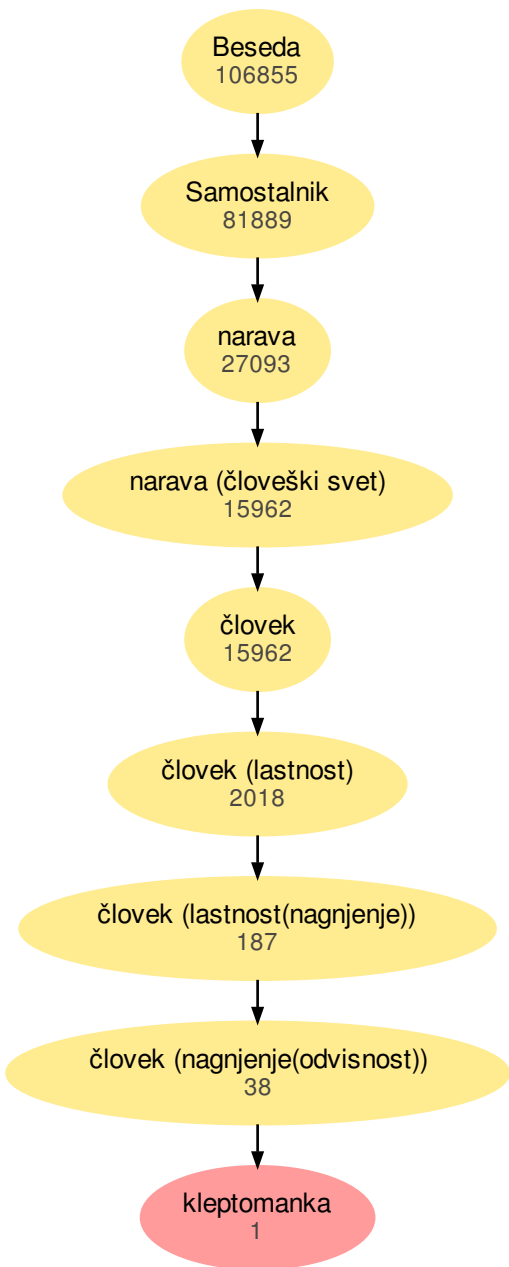 Beseda
106855
Samostalnik
81889
narava
27093
narava (človeški svet)
15962
človek
15962
človek (lastnost)
2018
človek (lastnost(nagnjenje))
187
človek (nagnjenje(odvisnost))
38
kleptomanka
1